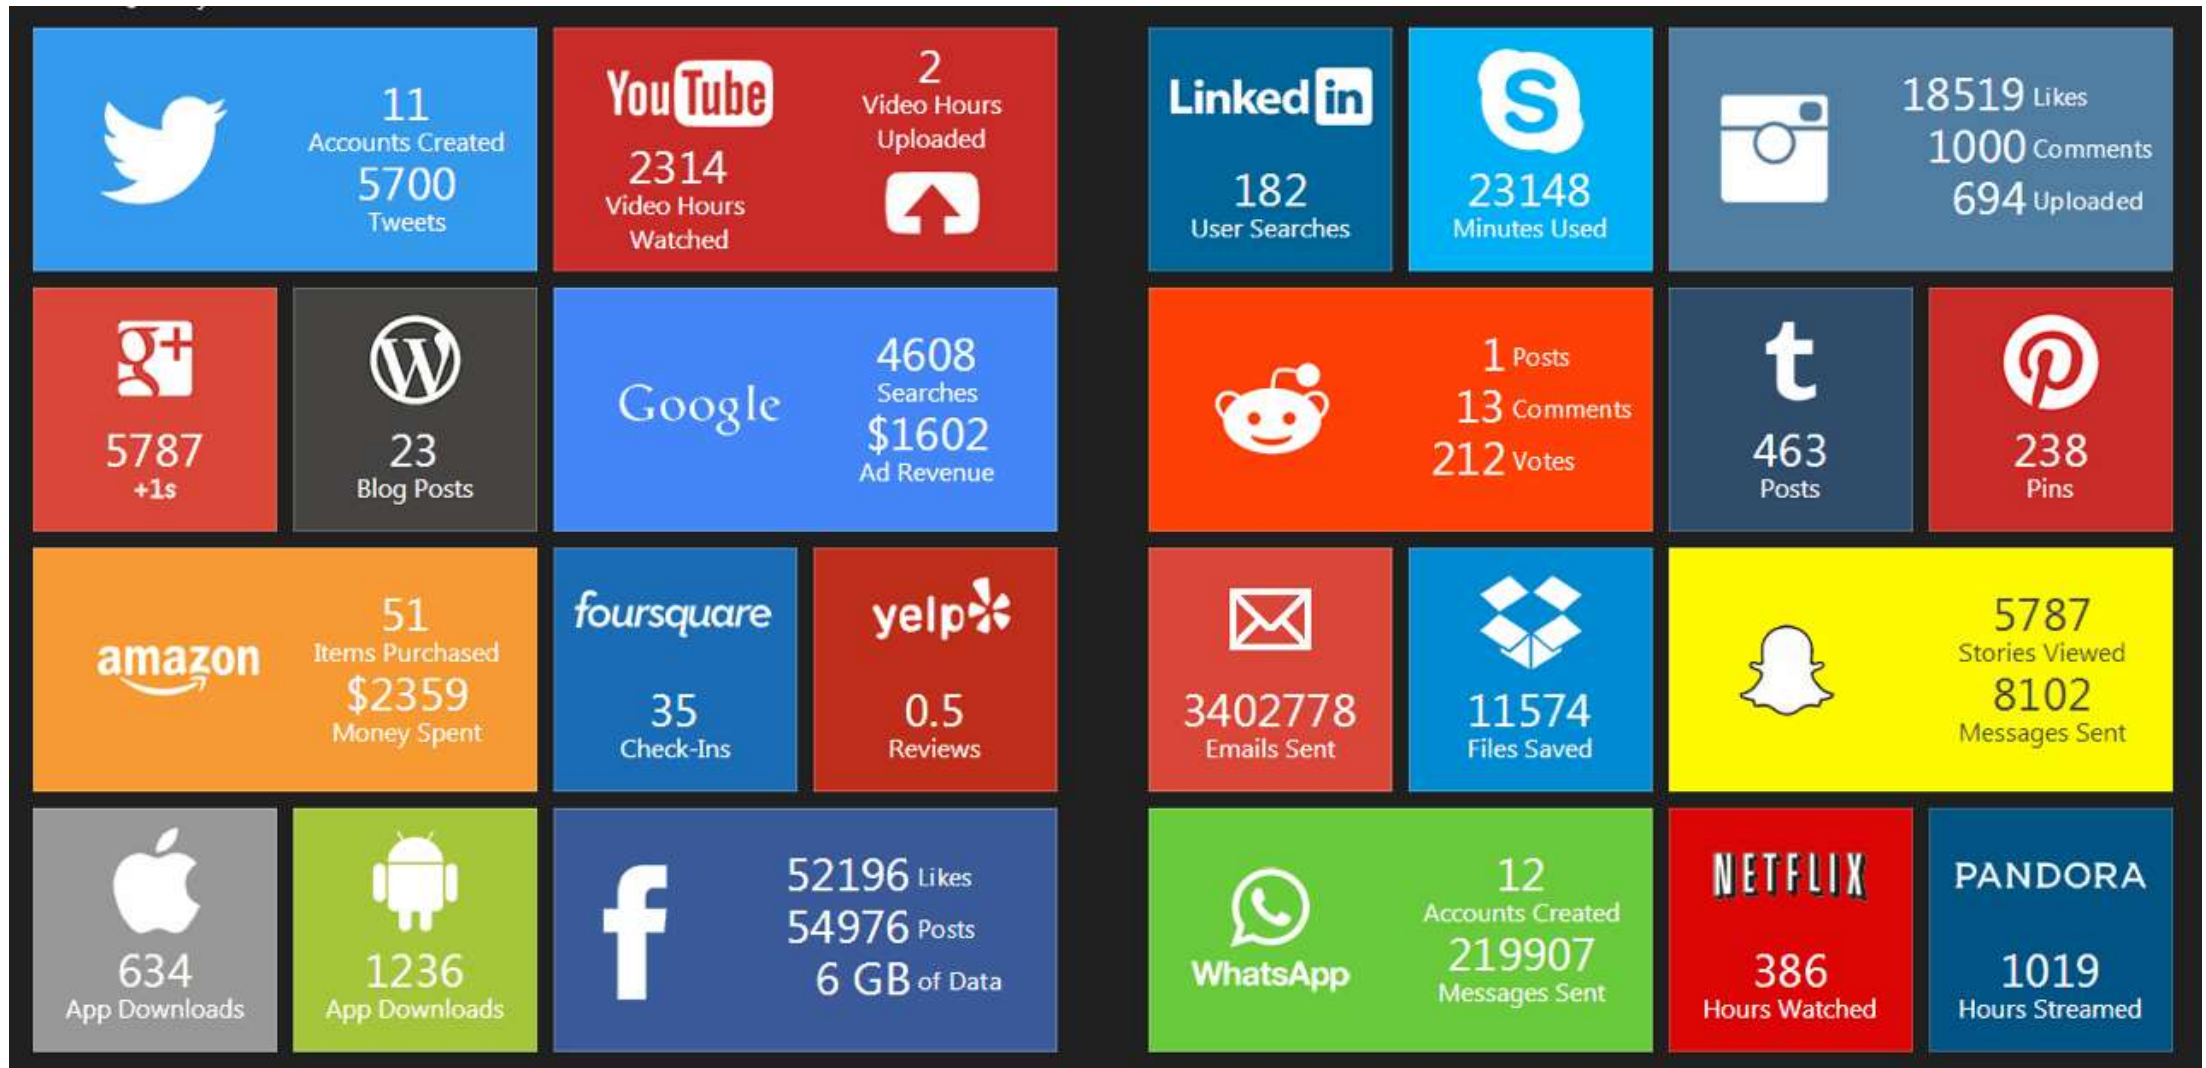 11
Accounts Created
5700
Tweets
YouTube
2314
Video Hours
Watched
2
Video Hours
Uploaded
Linked in
182
User Searches
S
23148
Minutes Used
18519 Likes
1000 Comments
694 Uploaded
g+
5787
+1s
W
23
Blog Posts
Google
4608
Searches
$1602
Ad Revenue
1 Posts
13 Comments
212 Votes
t
463
Posts
P
238
Pins
amazon
51
Items Purchased
$2359
Money Spent
foursquare
35
Check-Ins
yelp
0.5
Reviews
3402778
Emails Sent
11574
Files Saved
5787
Stories Viewed
8102
Messages Sent
634
App Downloads
1236
App Downloads
f
52196 Likes
54976 Posts
6 GB of Data
WhatsApp
12
Accounts Created
219907
Messages Sent
NETFLIX
386
Hours Watched
PANDORA
1019
Hours Streamed